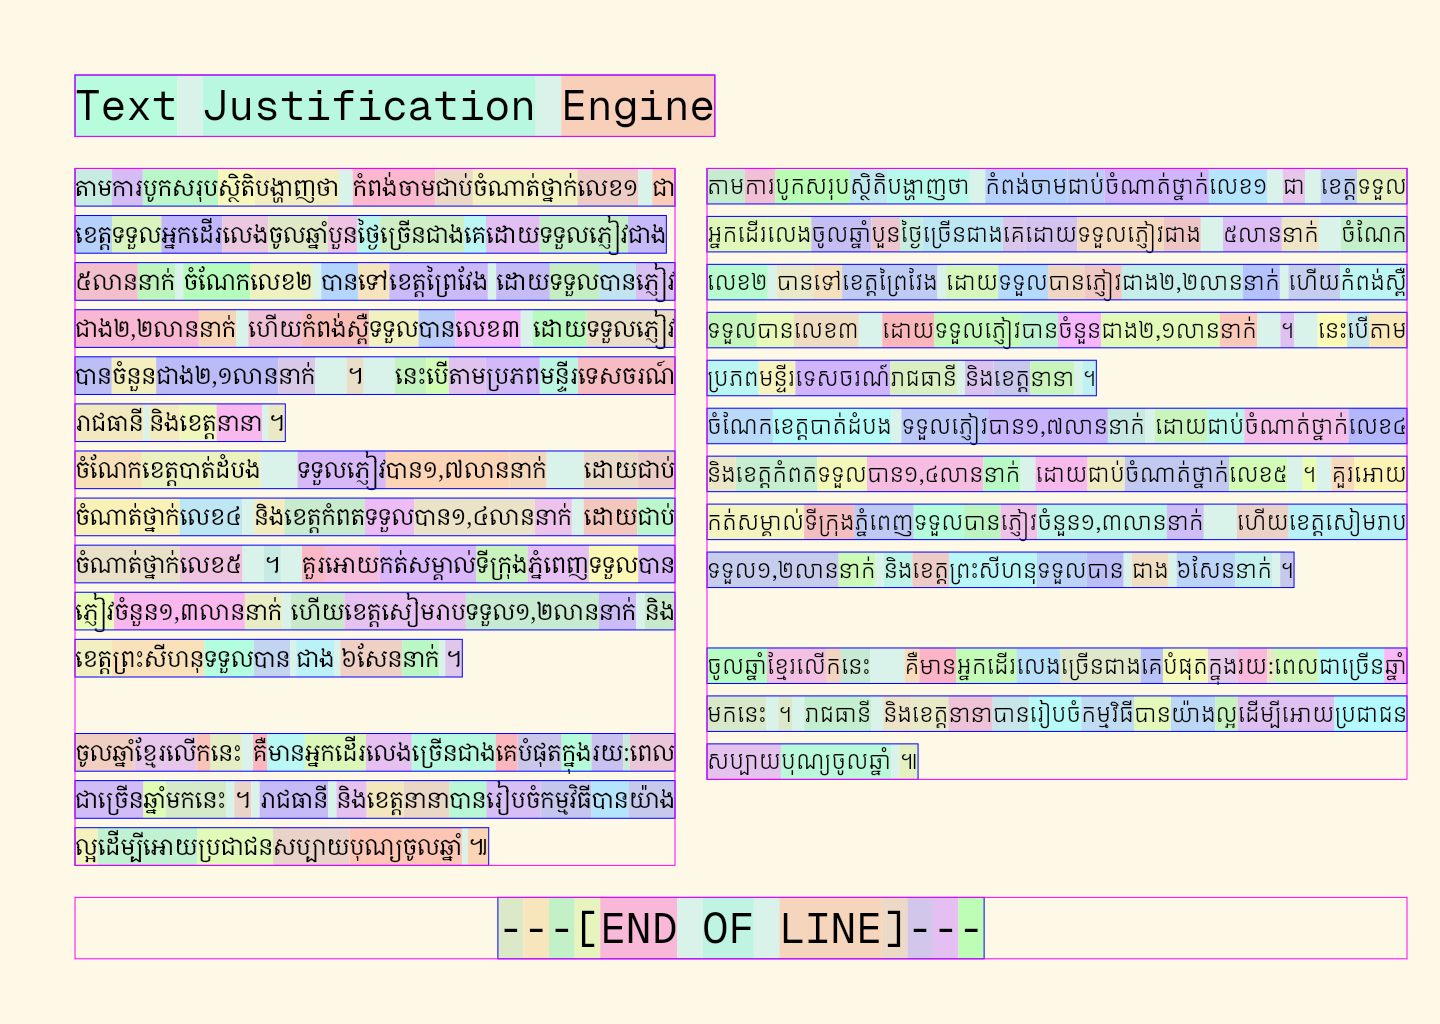 Text Justification Engine
តាមការបូកសរុបស្ថិតិបង្ហាញថា កំពង់ចាមជាប់ចំណាត់ថ្នាក់លេខ១ ជា
ខេត្តទទួលអ្នកដើរលេងចូលឆ្នាំបួនថ្ងៃច្រើនជាងគេដោយទទួលភ្ញៀវជាង
៥លាននាក់ ចំណែកលេខ២ បានទៅខេត្តព្រៃវែង ដោយទទួលបានភ្ញៀវ
ជាង២,២លាននាក់ ហើយកំពង់ស្ពឺទទួលបានលេខ៣ ដោយទទួលភ្ញៀវ
បានចំនួនជាង២,១លាននាក់ ។ នេះបើតាមប្រភពមន្ទីរទេសចរណ៍
រាជធានី និងខេត្តនានា ។
ចំណែកខេត្តបាត់ដំបង ទទួលភ្ញៀវបាន១,៧លាននាក់ ដោយជាប់
ចំណាត់ថ្នាក់លេខ៤ និងខេត្តកំពតទទួលបាន១,៤លាននាក់ ដោយជាប់
ចំណាត់ថ្នាក់លេខ៥ ។ គួរអោយកត់សម្គាល់ទីក្រុងភ្នំពេញទទួលបាន
ភ្ញៀវចំនួន១,៣លាននាក់ ហើយខេត្តសៀមរាបទទួល១,២លាននាក់ និង
ខេត្តព្រះសីហនុទទួលបាន ជាង ៦សែននាក់ ។
ចូលឆ្នាំខ្មែរលើកនេះ គឺមានអ្នកដើរលេងច្រើនជាងគេបំផុតក្នុងរយ:ពេល
ជាច្រើនឆ្នាំមកនេះ ។ រាជធានី និងខេត្តនានាបានរៀបចំកម្មវិធីបានយ៉ាង
ល្អដើម្បីអោយប្រជាជនសប្បាយបុណ្យចូលឆ្នាំ ៕
តាមការបូកសរុបស្ថិតិបង្ហាញថា កំពង់ចាមជាប់ចំណាត់ថ្នាក់លេខ១ ជា ខេត្តទទួល
អ្នកដើរលេងចូលឆ្នាំបួនថ្ងៃច្រើនជាងគេដោយទទួលភ្ញៀវជាង ៥លាននាក់ ចំណែក
លេខ២ បានទៅខេត្តព្រៃវែង ដោយទទួលបានភ្ញៀវជាង២,២លាននាក់ ហើយកំពង់ស្ពឺ
ទទួលបានលេខ៣ ដោយទទួលភ្ញៀវបានចំនួនជាង២,១លាននាក់ ។ នេះបើតាម
ប្រភពមន្ទីរទេសចរណ៍រាជធានី និងខេត្តនានា ។
ចំណែកខេត្តបាត់ដំបង ទទួលភ្ញៀវបាន១,៧លាននាក់ ដោយជាប់ចំណាត់ថ្នាក់លេខ៤
និងខេត្តកំពតទទួលបាន១,៤លាននាក់ ដោយជាប់ចំណាត់ថ្នាក់លេខ៥ ។ គួរអោយ
កត់សម្គាល់ទីក្រុងភ្នំពេញទទួលបានភ្ញៀវចំនួន១,៣លាននាក់ ហើយខេត្តសៀមរាប
ទទួល១,២លាននាក់ និងខេត្តព្រះសីហនុទទួលបាន ជាង ៦សែននាក់ ។
ចូលឆ្នាំខ្មែរលើកនេះ គឺមានអ្នកដើរលេងច្រើនជាងគេបំផុតក្នុងរយ:ពេលជាច្រើនឆ្នាំ
មកនេះ ។ រាជធានី និងខេត្តនានាបានរៀបចំកម្មវិធីបានយ៉ាងល្អដើម្បីអោយប្រជាជន
សប្បាយបុណ្យចូលឆ្នាំ ៕
---[END OF LINE]---